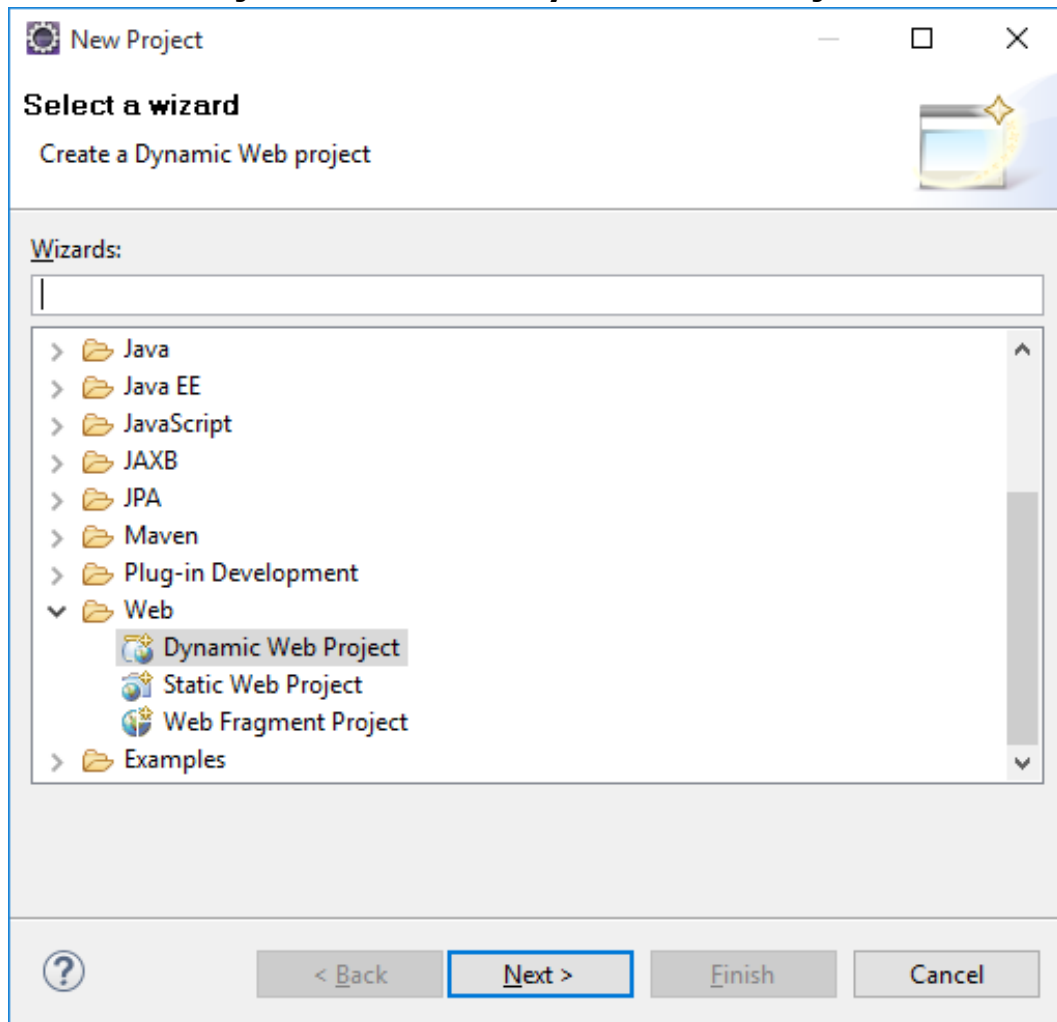 New Project
Select a wizard
Create a Dynamic Web project
Wizards:
Java
Java EE
JavaScript
JAXB
JPA
Maven
Plug-in Development
Web
Dynamic Web Project
Static Web Project
Web Fragment Project
Examples
? < Back Next > Finish Cancel